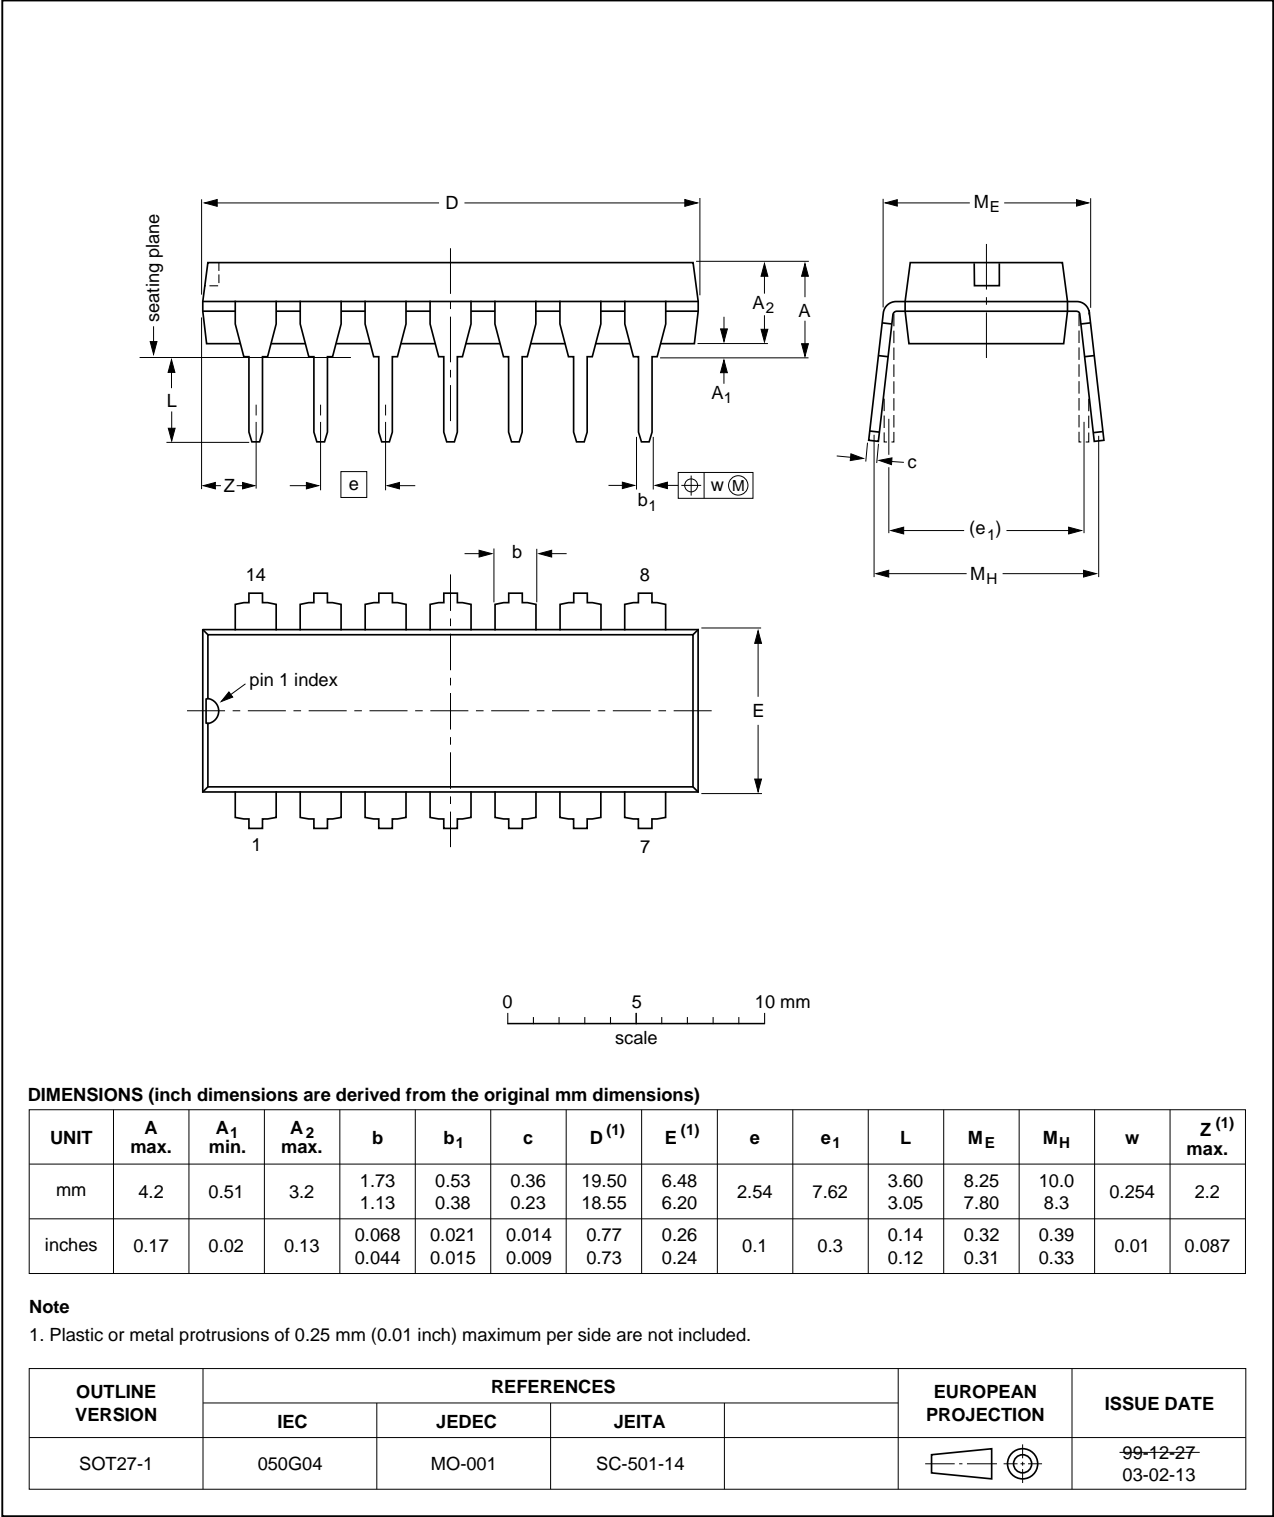 D
ME
seating plane
A2
A
A1
L
Z
e
b1
w M
c
(e1)
MH
b
14
8
pin 1 index
E
1
7
0 5 10 mm
scale
DIMENSIONS (inch dimensions are derived from the original mm dimensions)
UNIT A max. A1 min. A2 max. b b1 c D(1) E(1) e e1 L ME MH w Z(1) max.
mm 4.2 0.51 3.2 1.73 1.13 0.53 0.38 0.36 0.23 19.50 18.55 6.48 6.20 2.54 7.62 3.60 3.05 8.25 7.80 10.0 8.3 0.254 2.2
inches 0.17 0.02 0.13 0.068 0.044 0.021 0.015 0.014 0.009 0.77 0.73 0.26 0.24 0.1 0.3 0.14 0.12 0.32 0.31 0.39 0.33 0.01 0.087
Note
1. Plastic or metal protrusions of 0.25 mm (0.01 inch) maximum per side are not included.
OUTLINE VERSION REFERENCES EUROPEAN PROJECTION ISSUE DATE
IEC JEDEC JEITA
SOT27-1 050G04 MO-001 SC-501-14 99-12-27
03-02-13